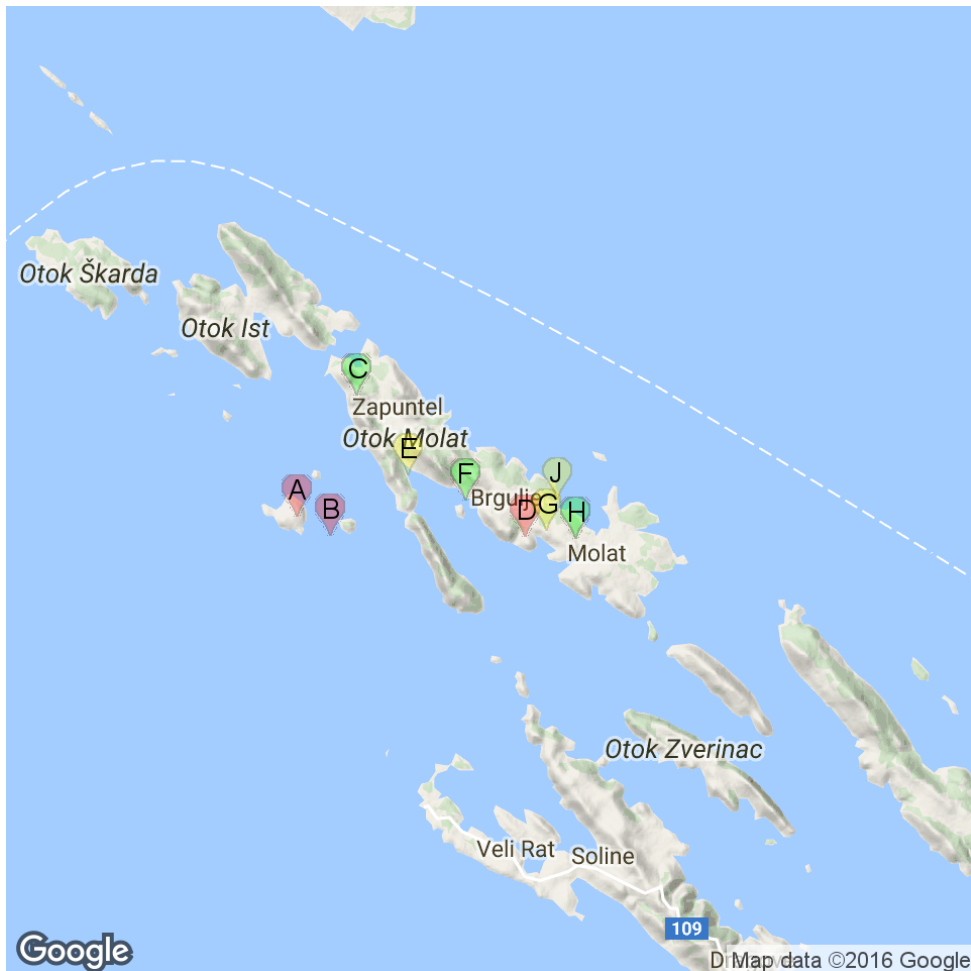 Otok Škarda
Otok Ist
C
Zapuntel
Otok Molat
E
F
J
A
Brgulje
B
D
G
H
Molat
Otok Zverinac
Veli Rat
Soline
109
Google
Map data ©2016 Google